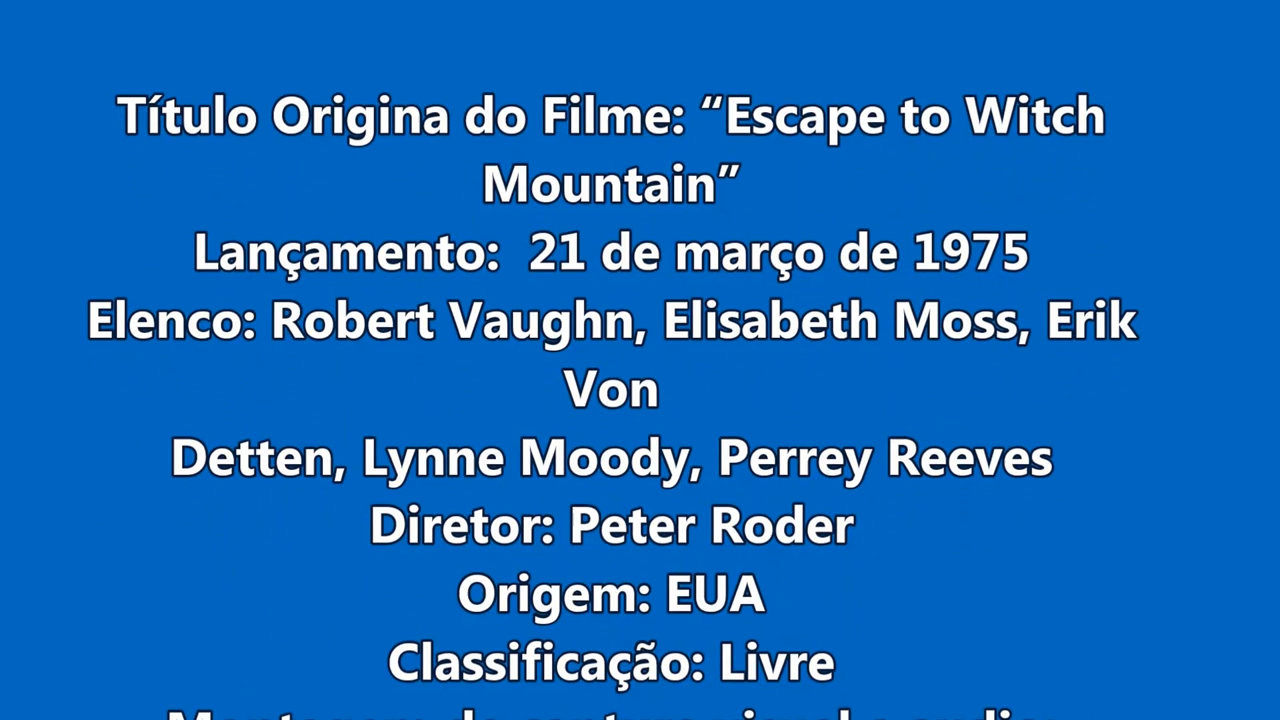 Título Origina do Filme: “Escape to Witch
Mountain”
Lançamento:  21 de março de 1975
Elenco: Robert Vaughn, Elisabeth Moss, Erik
Von
Detten, Lynne Moody, Perrey Reeves
Diretor: Peter Roder
Origem: EUA
Classificação: Livre